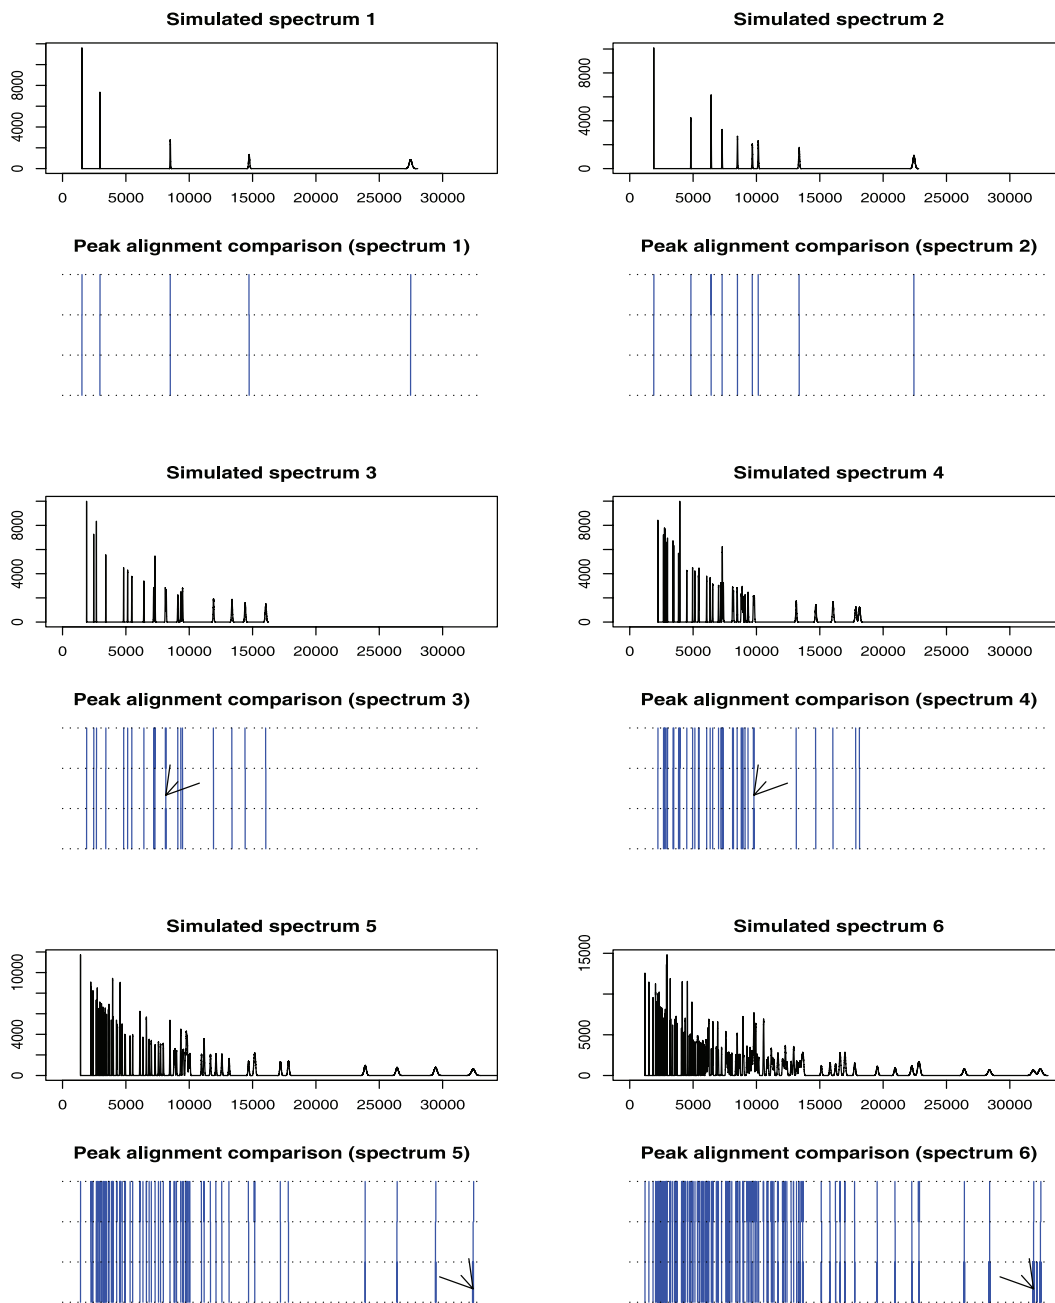 Simulated spectrum 1
0 4000 8000
0 5000 10000 15000 20000 25000 30000
Peak alignment comparison (spectrum 1)
Simulated spectrum 2
0 4000 8000
0 5000 10000 15000 20000 25000 30000
Peak alignment comparison (spectrum 2)
Simulated spectrum 3
0 4000 8000
0 5000 10000 15000 20000 25000 30000
Peak alignment comparison (spectrum 3)
Simulated spectrum 4
0 4000 8000
0 5000 10000 15000 20000 25000 30000
Peak alignment comparison (spectrum 4)
Simulated spectrum 5
0 4000 10000
0 5000 10000 15000 20000 25000 30000
Peak alignment comparison (spectrum 5)
Simulated spectrum 6
0 5000 15000
0 5000 10000 15000 20000 25000 30000
Peak alignment comparison (spectrum 6)